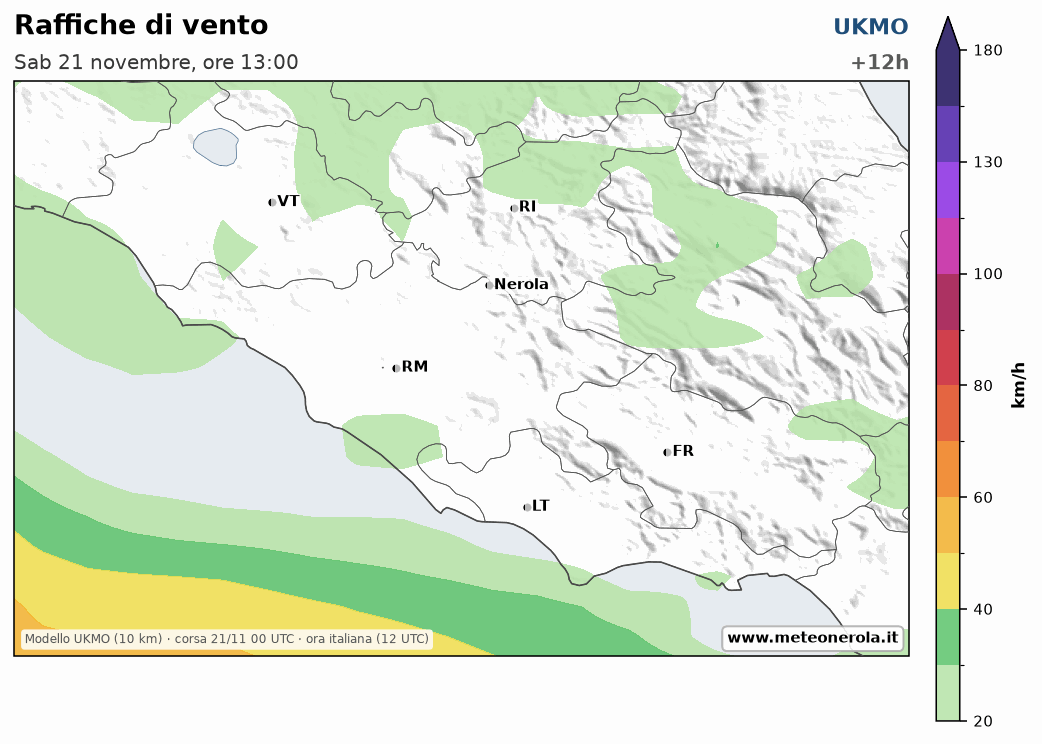 Raffiche di vento
UKMO
Sab 21 novembre, ore 13:00
+12h
180
130
100
80
60
40
20
km/h
VT
RI
Nerola
RM
FR
LT
Modello UKMO (10 km) · corsa 21/11 00 UTC · ora italiana (12 UTC)
www.meteonerola.it